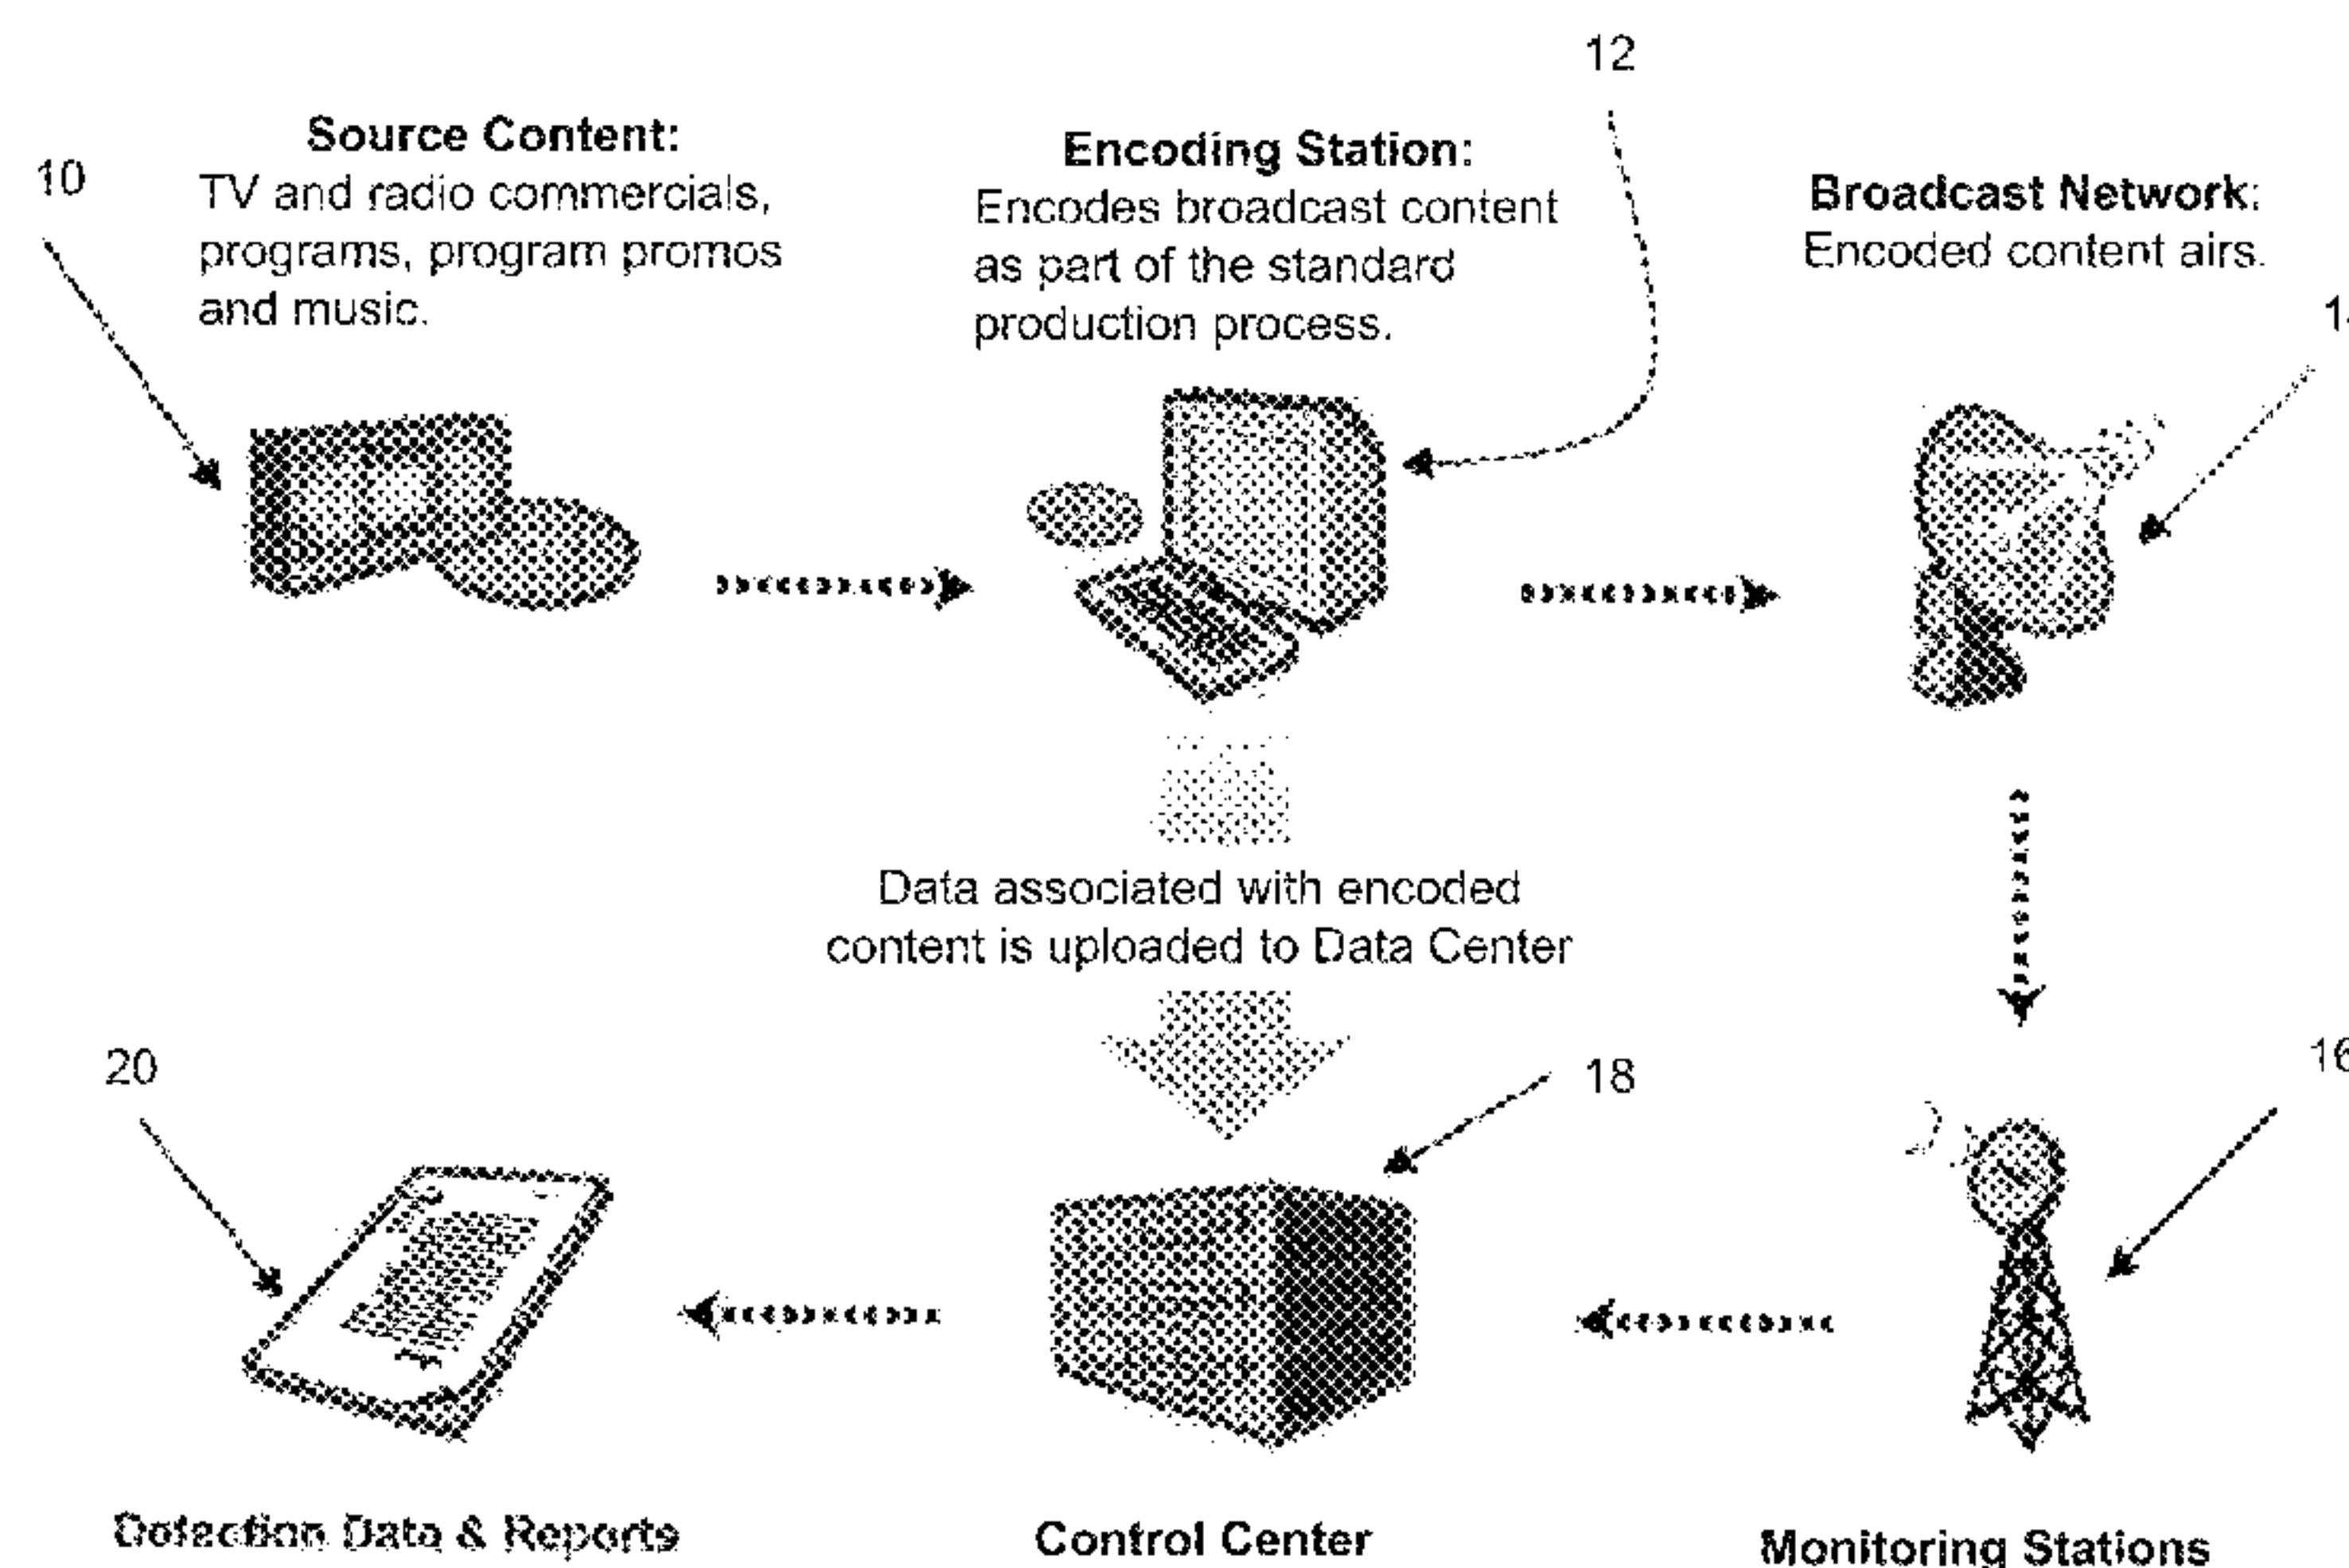 12
Source Content:
TV and radio commercials,
programs, program promos
and music.
10
Encoding Station:
Encodes broadcast content
as part of the standard
production process.
Broadcast Network:
Encoded content airs.
Data associated with encoded
content is uploaded to Data Center
20
18
16
Detection Data & Reports
Control Center
Monitoring Stations